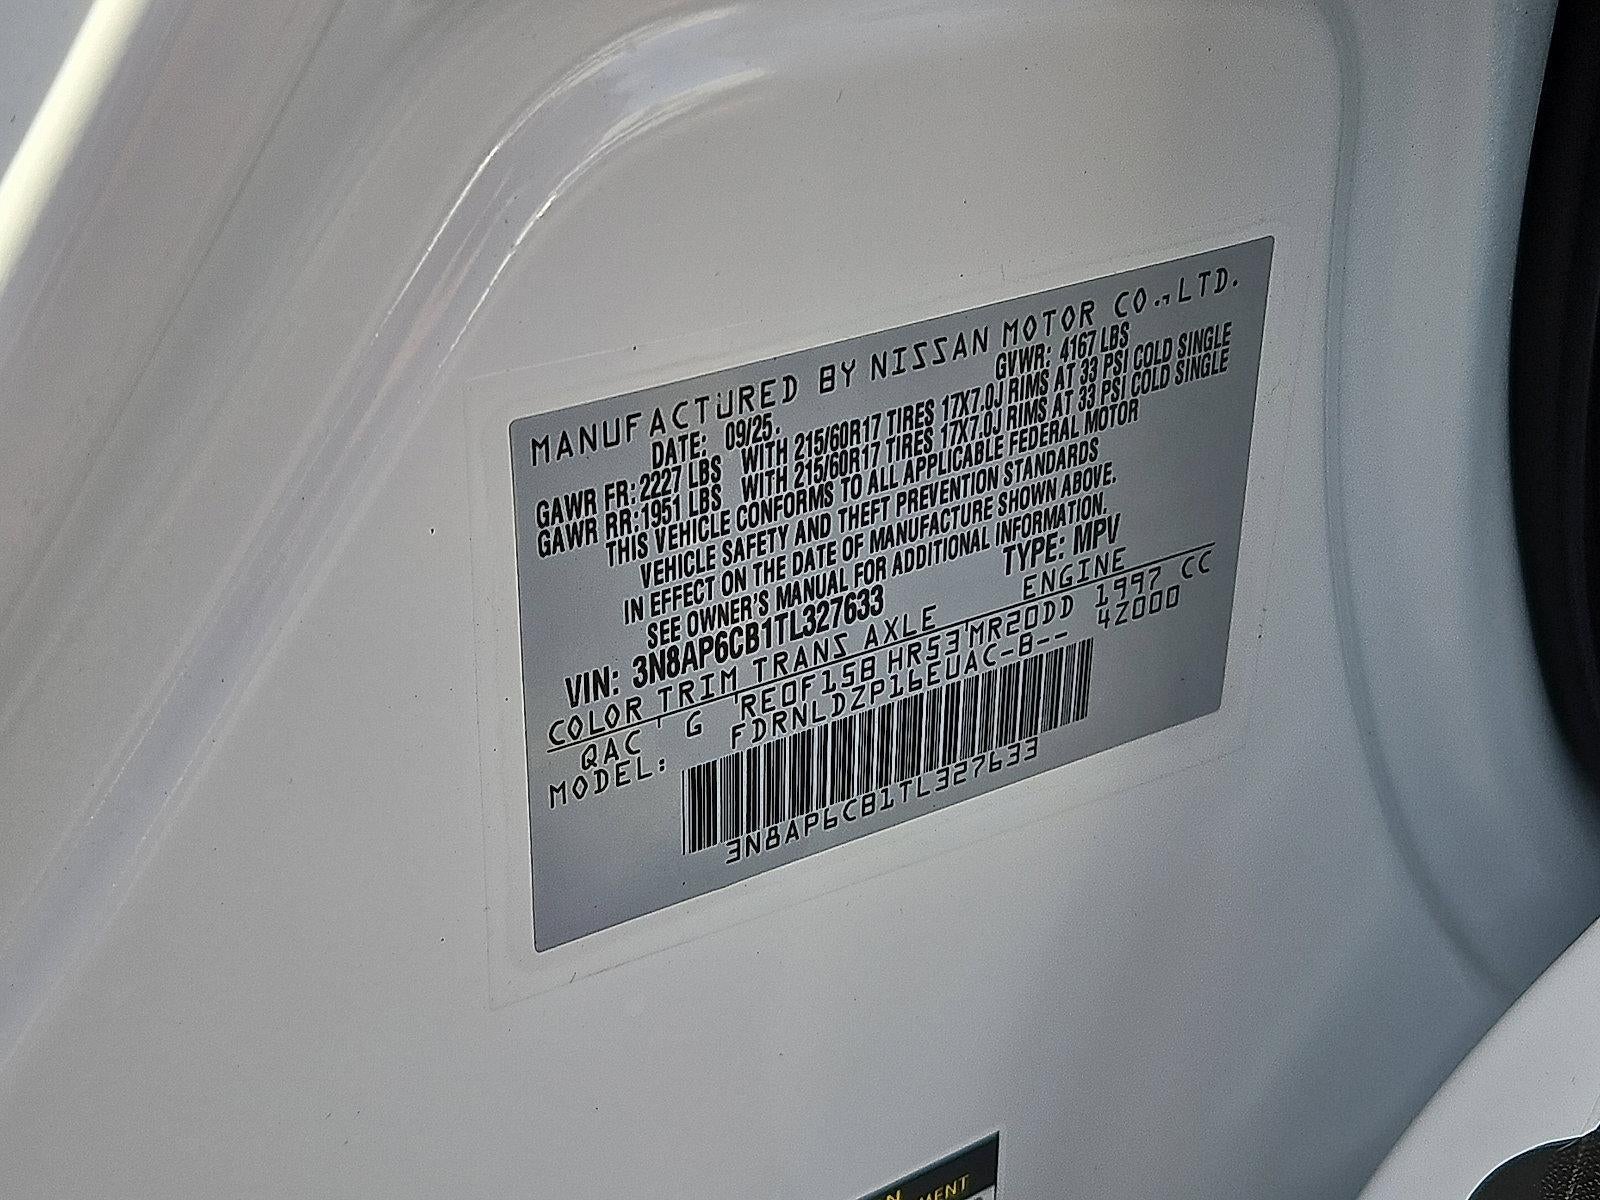 MANUFACTURED BY NISSAN MOTOR CO.,LTD.
DATE: 09/25. GVWR: 4167 LBS
GAWR FR: 2227 LBS WITH 215/60R17 TIRES 17X7.0J RIMS AT 33 PSI COLD SINGLE
GAWR RR: 1951 LBS WITH 215/60R17 TIRES 17X7.0J RIMS AT 33 PSI COLD SINGLE
THIS VEHICLE CONFORMS TO ALL APPLICABLE FEDERAL MOTOR
VEHICLE SAFETY AND THEFT PREVENTION STANDARDS
IN EFFECT ON THE DATE OF MANUFACTURE SHOWN ABOVE.
SEE OWNER'S MANUAL FOR ADDITIONAL INFORMATION.
VIN: 3N8AP6CB1TL327633 TYPE: MPV
COLOR TRIM TRANS AXLE ENGINE
QAC G RE0F15B HR53 MR20DD 1997 CC
MODEL: FDRNLDZP16EUAC-B-- 4Z000
3N8AP6CB1TL327633